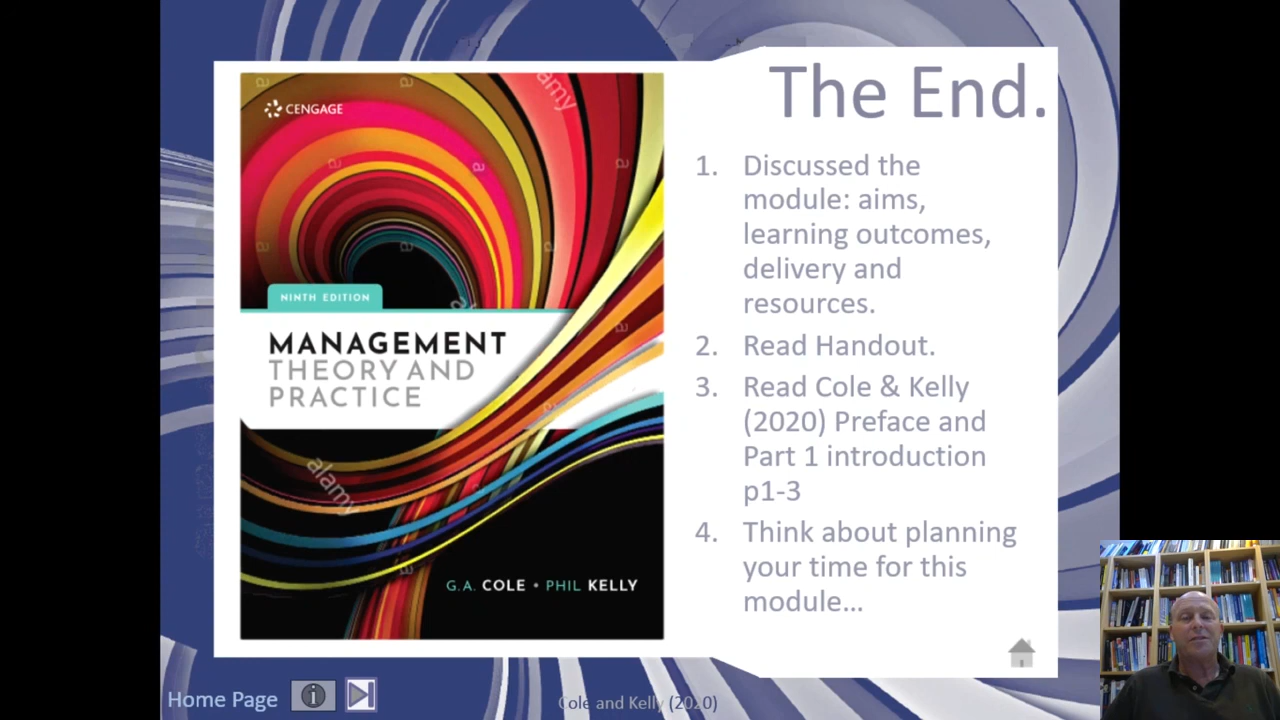 The End.
CENGAGE
NINTH EDITION
MANAGEMENT
THEORY AND
PRACTICE
G.A. COLE • PHIL KELLY
alamy
alamy
1. Discussed the
module: aims,
learning outcomes,
delivery and
resources.
2. Read Handout.
3. Read Cole & Kelly
(2020) Preface and
Part 1 introduction
p1-3
4. Think about planning
your time for this
module...
Home Page
Cole and Kelly (2020)